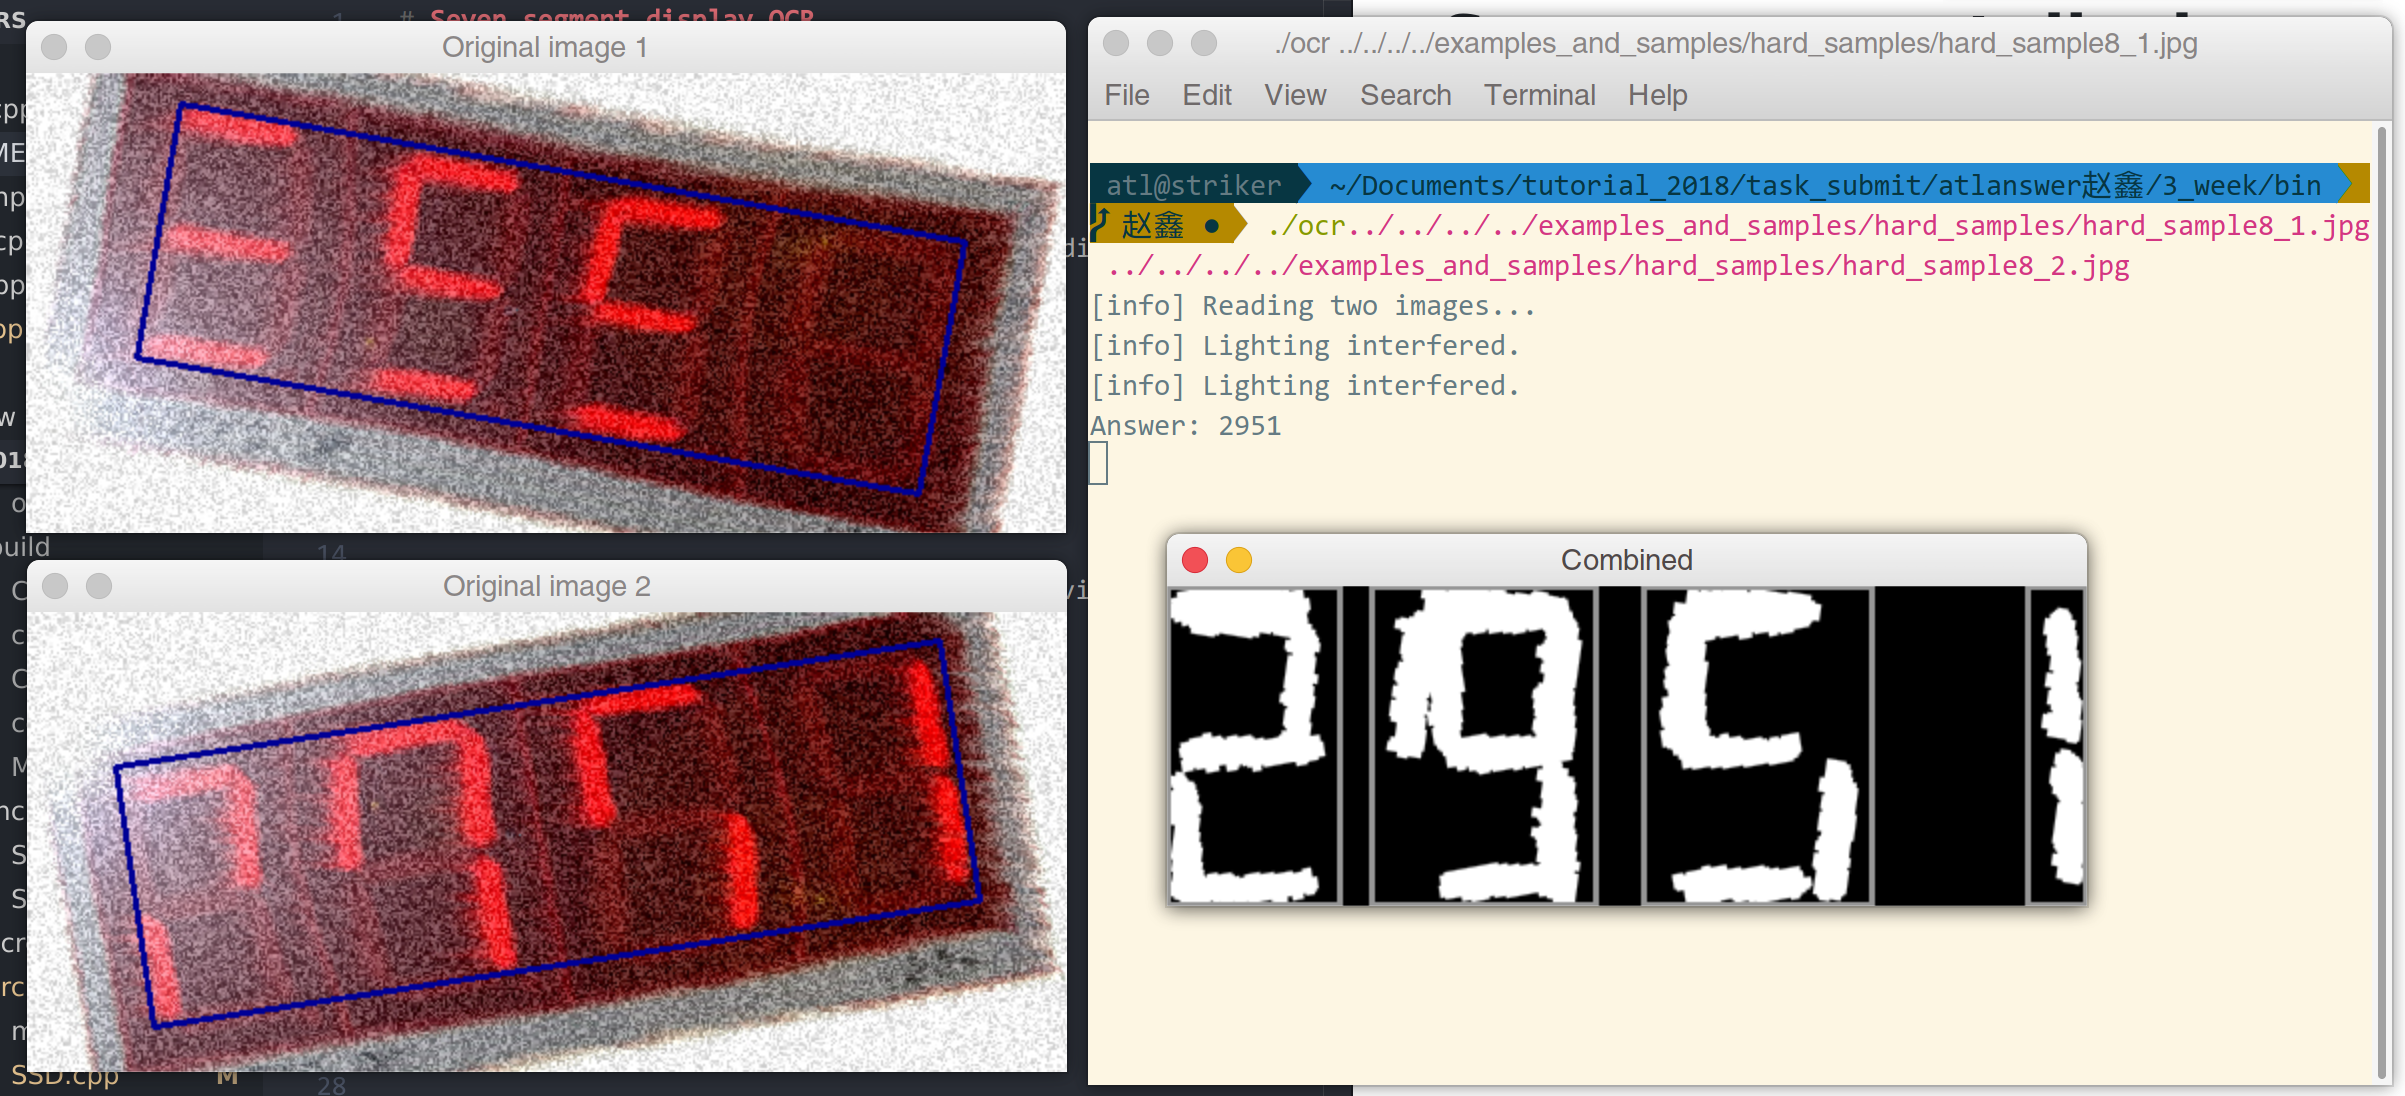 # Seven segment display OCR
Original image 1
14
build
Original image 2
SSD.cpp M
28
./ocr ../../../../examples_and_samples/hard_samples/hard_sample8_1.jpg
File Edit View Search Terminal Help
atl@striker ~/Documents/tutorial_2018/task_submit/atlanswer赵鑫/3_week/bin
赵鑫 ● ./ocr../../../../examples_and_samples/hard_samples/hard_sample8_1.jpg
../../../../examples_and_samples/hard_samples/hard_sample8_2.jpg
[info] Reading two images...
[info] Lighting interfered.
[info] Lighting interfered.
Answer: 2951
Combined
2951